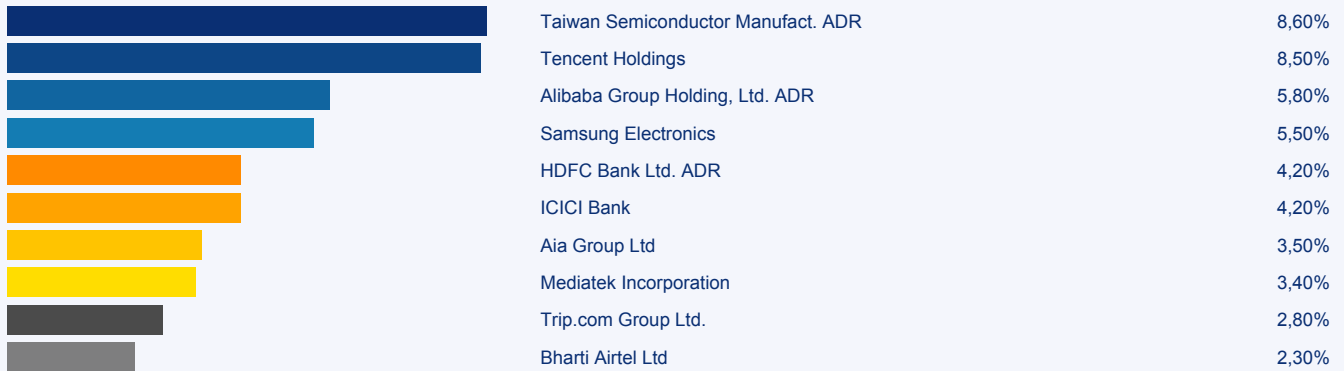 Taiwan Semiconductor Manufact. ADR 8,60%
Tencent Holdings 8,50%
Alibaba Group Holding, Ltd. ADR 5,80%
Samsung Electronics 5,50%
HDFC Bank Ltd. ADR 4,20%
ICICI Bank 4,20%
Aia Group Ltd 3,50%
Mediatek Incorporation 3,40%
Trip.com Group Ltd. 2,80%
Bharti Airtel Ltd 2,30%